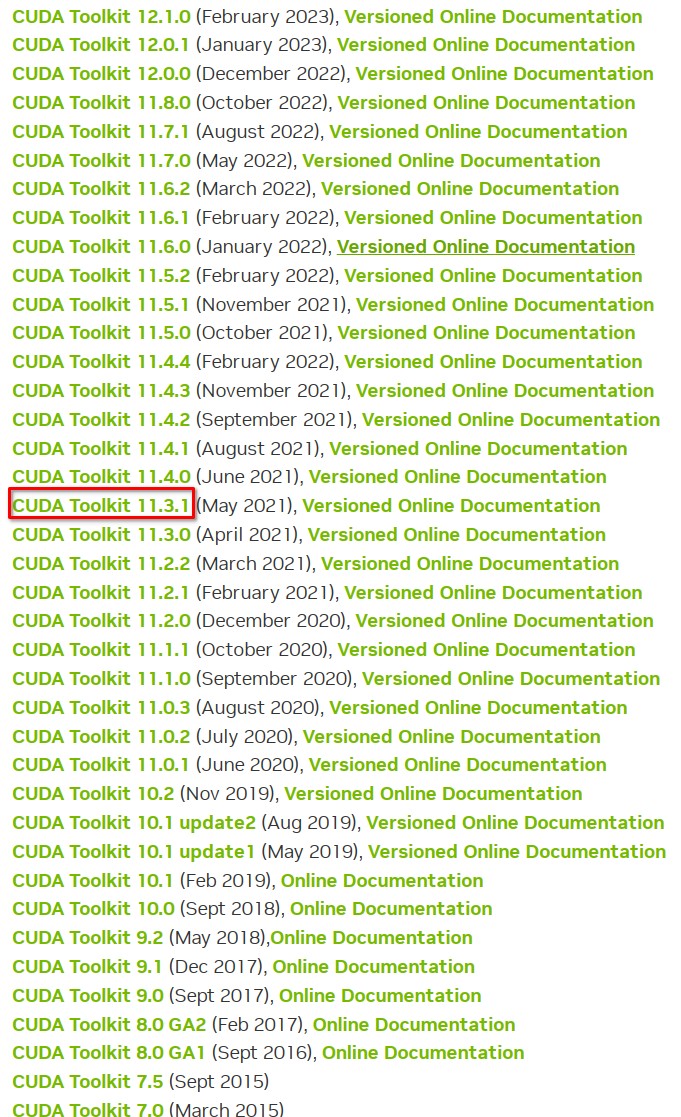 CUDA Toolkit 12.1.0 (February 2023), Versioned Online Documentation
CUDA Toolkit 12.0.1 (January 2023), Versioned Online Documentation
CUDA Toolkit 12.0.0 (December 2022), Versioned Online Documentation
CUDA Toolkit 11.8.0 (October 2022), Versioned Online Documentation
CUDA Toolkit 11.7.1 (August 2022), Versioned Online Documentation
CUDA Toolkit 11.7.0 (May 2022), Versioned Online Documentation
CUDA Toolkit 11.6.2 (March 2022), Versioned Online Documentation
CUDA Toolkit 11.6.1 (February 2022), Versioned Online Documentation
CUDA Toolkit 11.6.0 (January 2022), Versioned Online Documentation
CUDA Toolkit 11.5.2 (February 2022), Versioned Online Documentation
CUDA Toolkit 11.5.1 (November 2021), Versioned Online Documentation
CUDA Toolkit 11.5.0 (October 2021), Versioned Online Documentation
CUDA Toolkit 11.4.4 (February 2022), Versioned Online Documentation
CUDA Toolkit 11.4.3 (November 2021), Versioned Online Documentation
CUDA Toolkit 11.4.2 (September 2021), Versioned Online Documentation
CUDA Toolkit 11.4.1 (August 2021), Versioned Online Documentation
CUDA Toolkit 11.4.0 (June 2021), Versioned Online Documentation
CUDA Toolkit 11.3.1 (May 2021), Versioned Online Documentation
CUDA Toolkit 11.3.0 (April 2021), Versioned Online Documentation
CUDA Toolkit 11.2.2 (March 2021), Versioned Online Documentation
CUDA Toolkit 11.2.1 (February 2021), Versioned Online Documentation
CUDA Toolkit 11.2.0 (December 2020), Versioned Online Documentation
CUDA Toolkit 11.1.1 (October 2020), Versioned Online Documentation
CUDA Toolkit 11.1.0 (September 2020), Versioned Online Documentation
CUDA Toolkit 11.0.3 (August 2020), Versioned Online Documentation
CUDA Toolkit 11.0.2 (July 2020), Versioned Online Documentation
CUDA Toolkit 11.0.1 (June 2020), Versioned Online Documentation
CUDA Toolkit 10.2 (Nov 2019), Versioned Online Documentation
CUDA Toolkit 10.1 update2 (Aug 2019), Versioned Online Documentation
CUDA Toolkit 10.1 update1 (May 2019), Versioned Online Documentation
CUDA Toolkit 10.1 (Feb 2019), Online Documentation
CUDA Toolkit 10.0 (Sept 2018), Online Documentation
CUDA Toolkit 9.2 (May 2018),Online Documentation
CUDA Toolkit 9.1 (Dec 2017), Online Documentation
CUDA Toolkit 9.0 (Sept 2017), Online Documentation
CUDA Toolkit 8.0 GA2 (Feb 2017), Online Documentation
CUDA Toolkit 8.0 GA1 (Sept 2016), Online Documentation
CUDA Toolkit 7.5 (Sept 2015)
CUDA Toolkit 7.0 (March 2015)